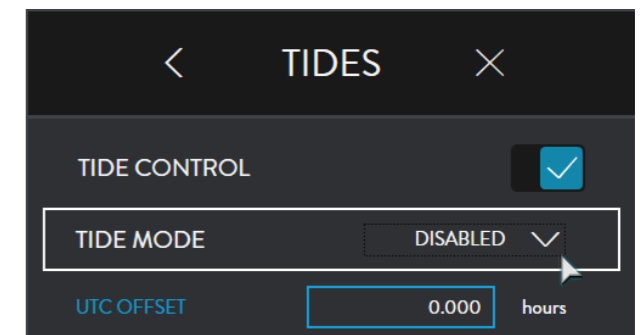 TIDES
TIDE CONTROL
TIDE MODE DISABLED
UTC OFFSET 0.000 hours